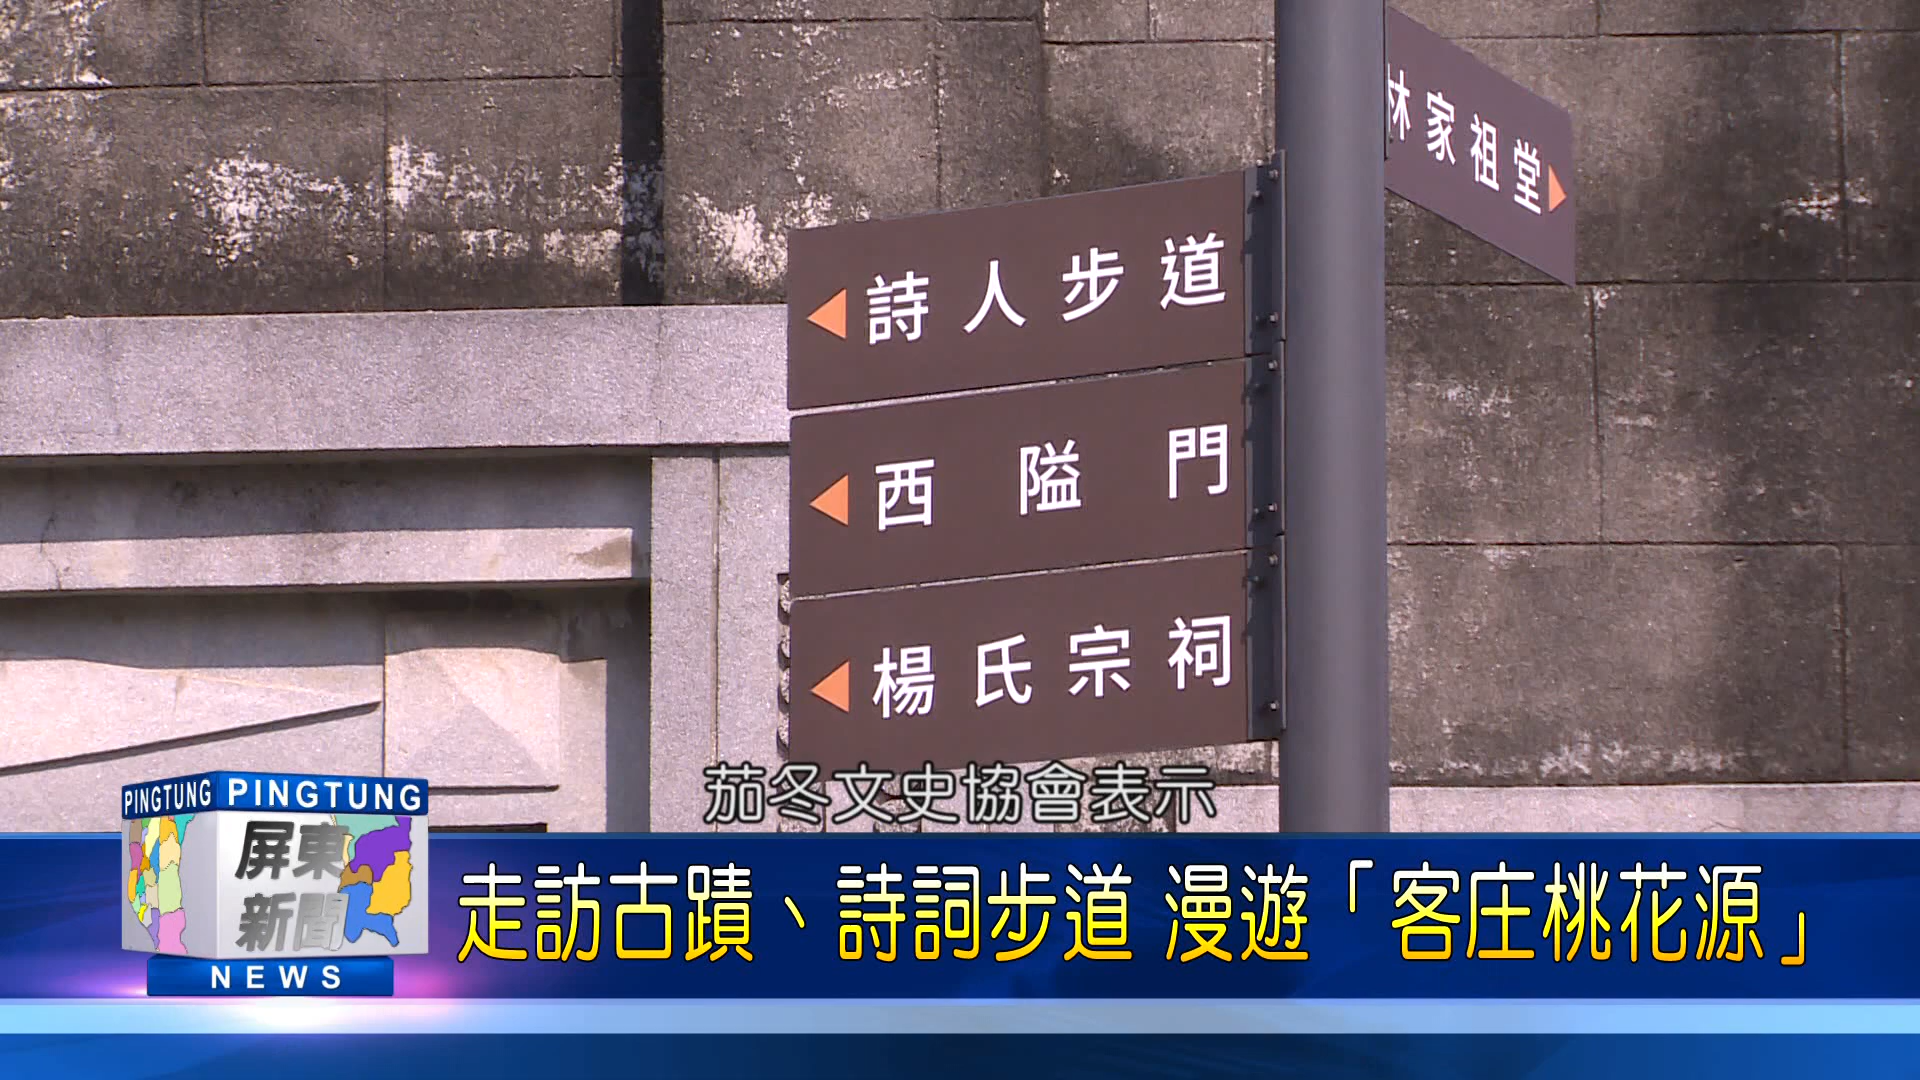 林家祖堂
詩人步道
西隘門
楊氏宗祠
茄冬文史協會表示
PINGTUNG PINGTUNG
屏東
新聞
NEWS
走訪古蹟、詩詞步道 漫遊「客庄桃花源」